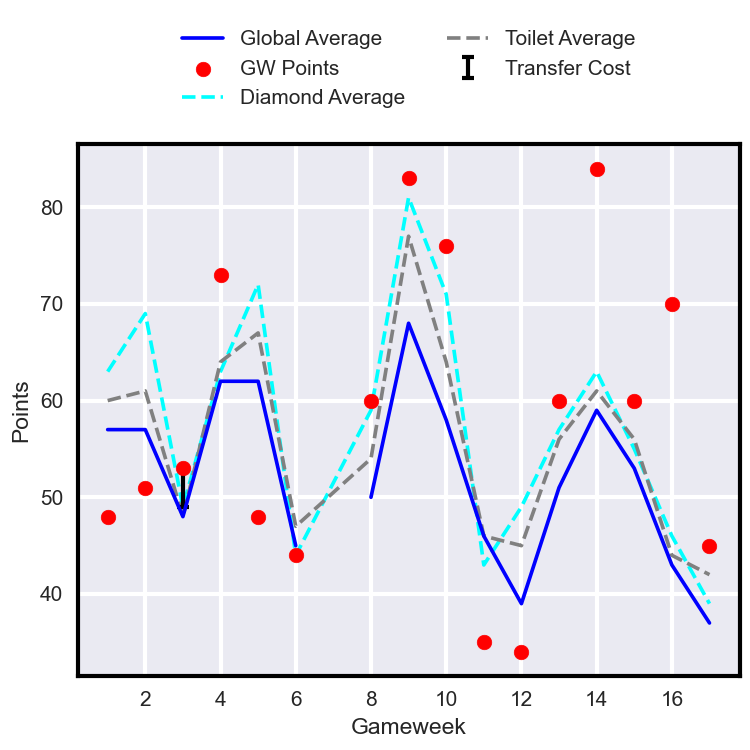 Global Average
GW Points
Diamond Average
Toilet Average
Transfer Cost
Points
80
70
60
50
40
2 4 6 8 10 12 14 16
Gameweek